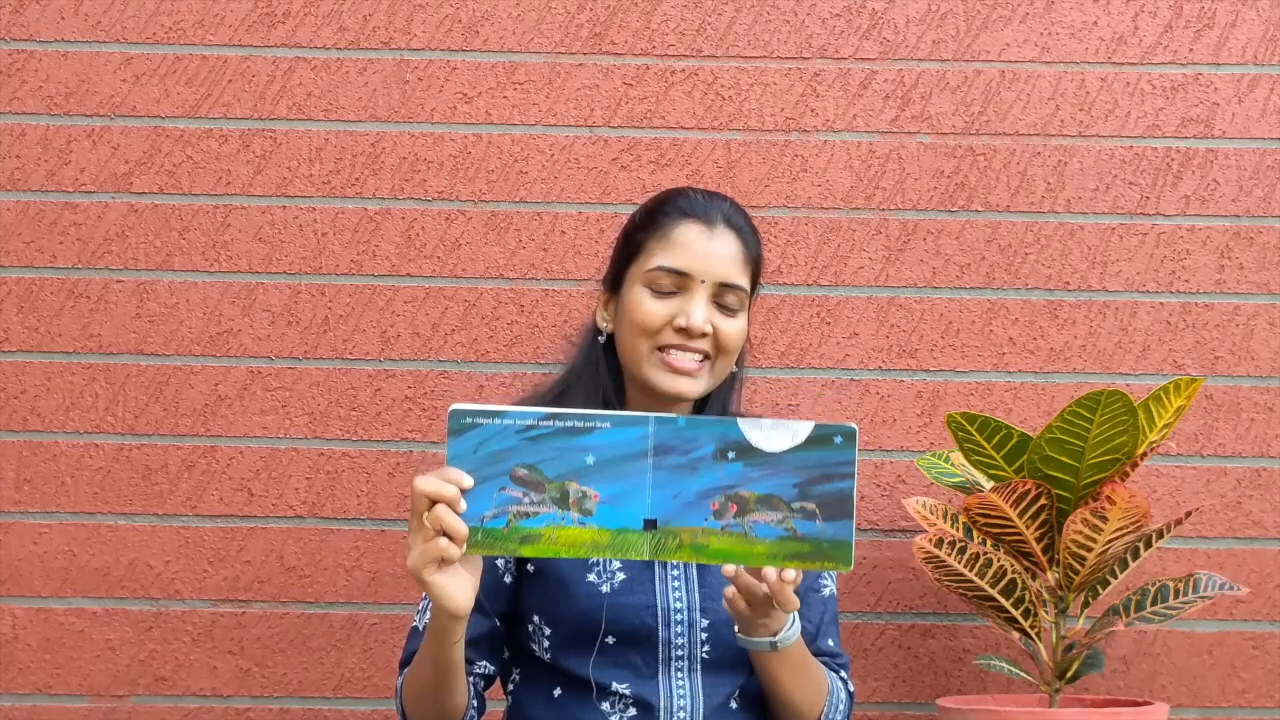 ...he chirped the most beautiful sound that she had ever heard.